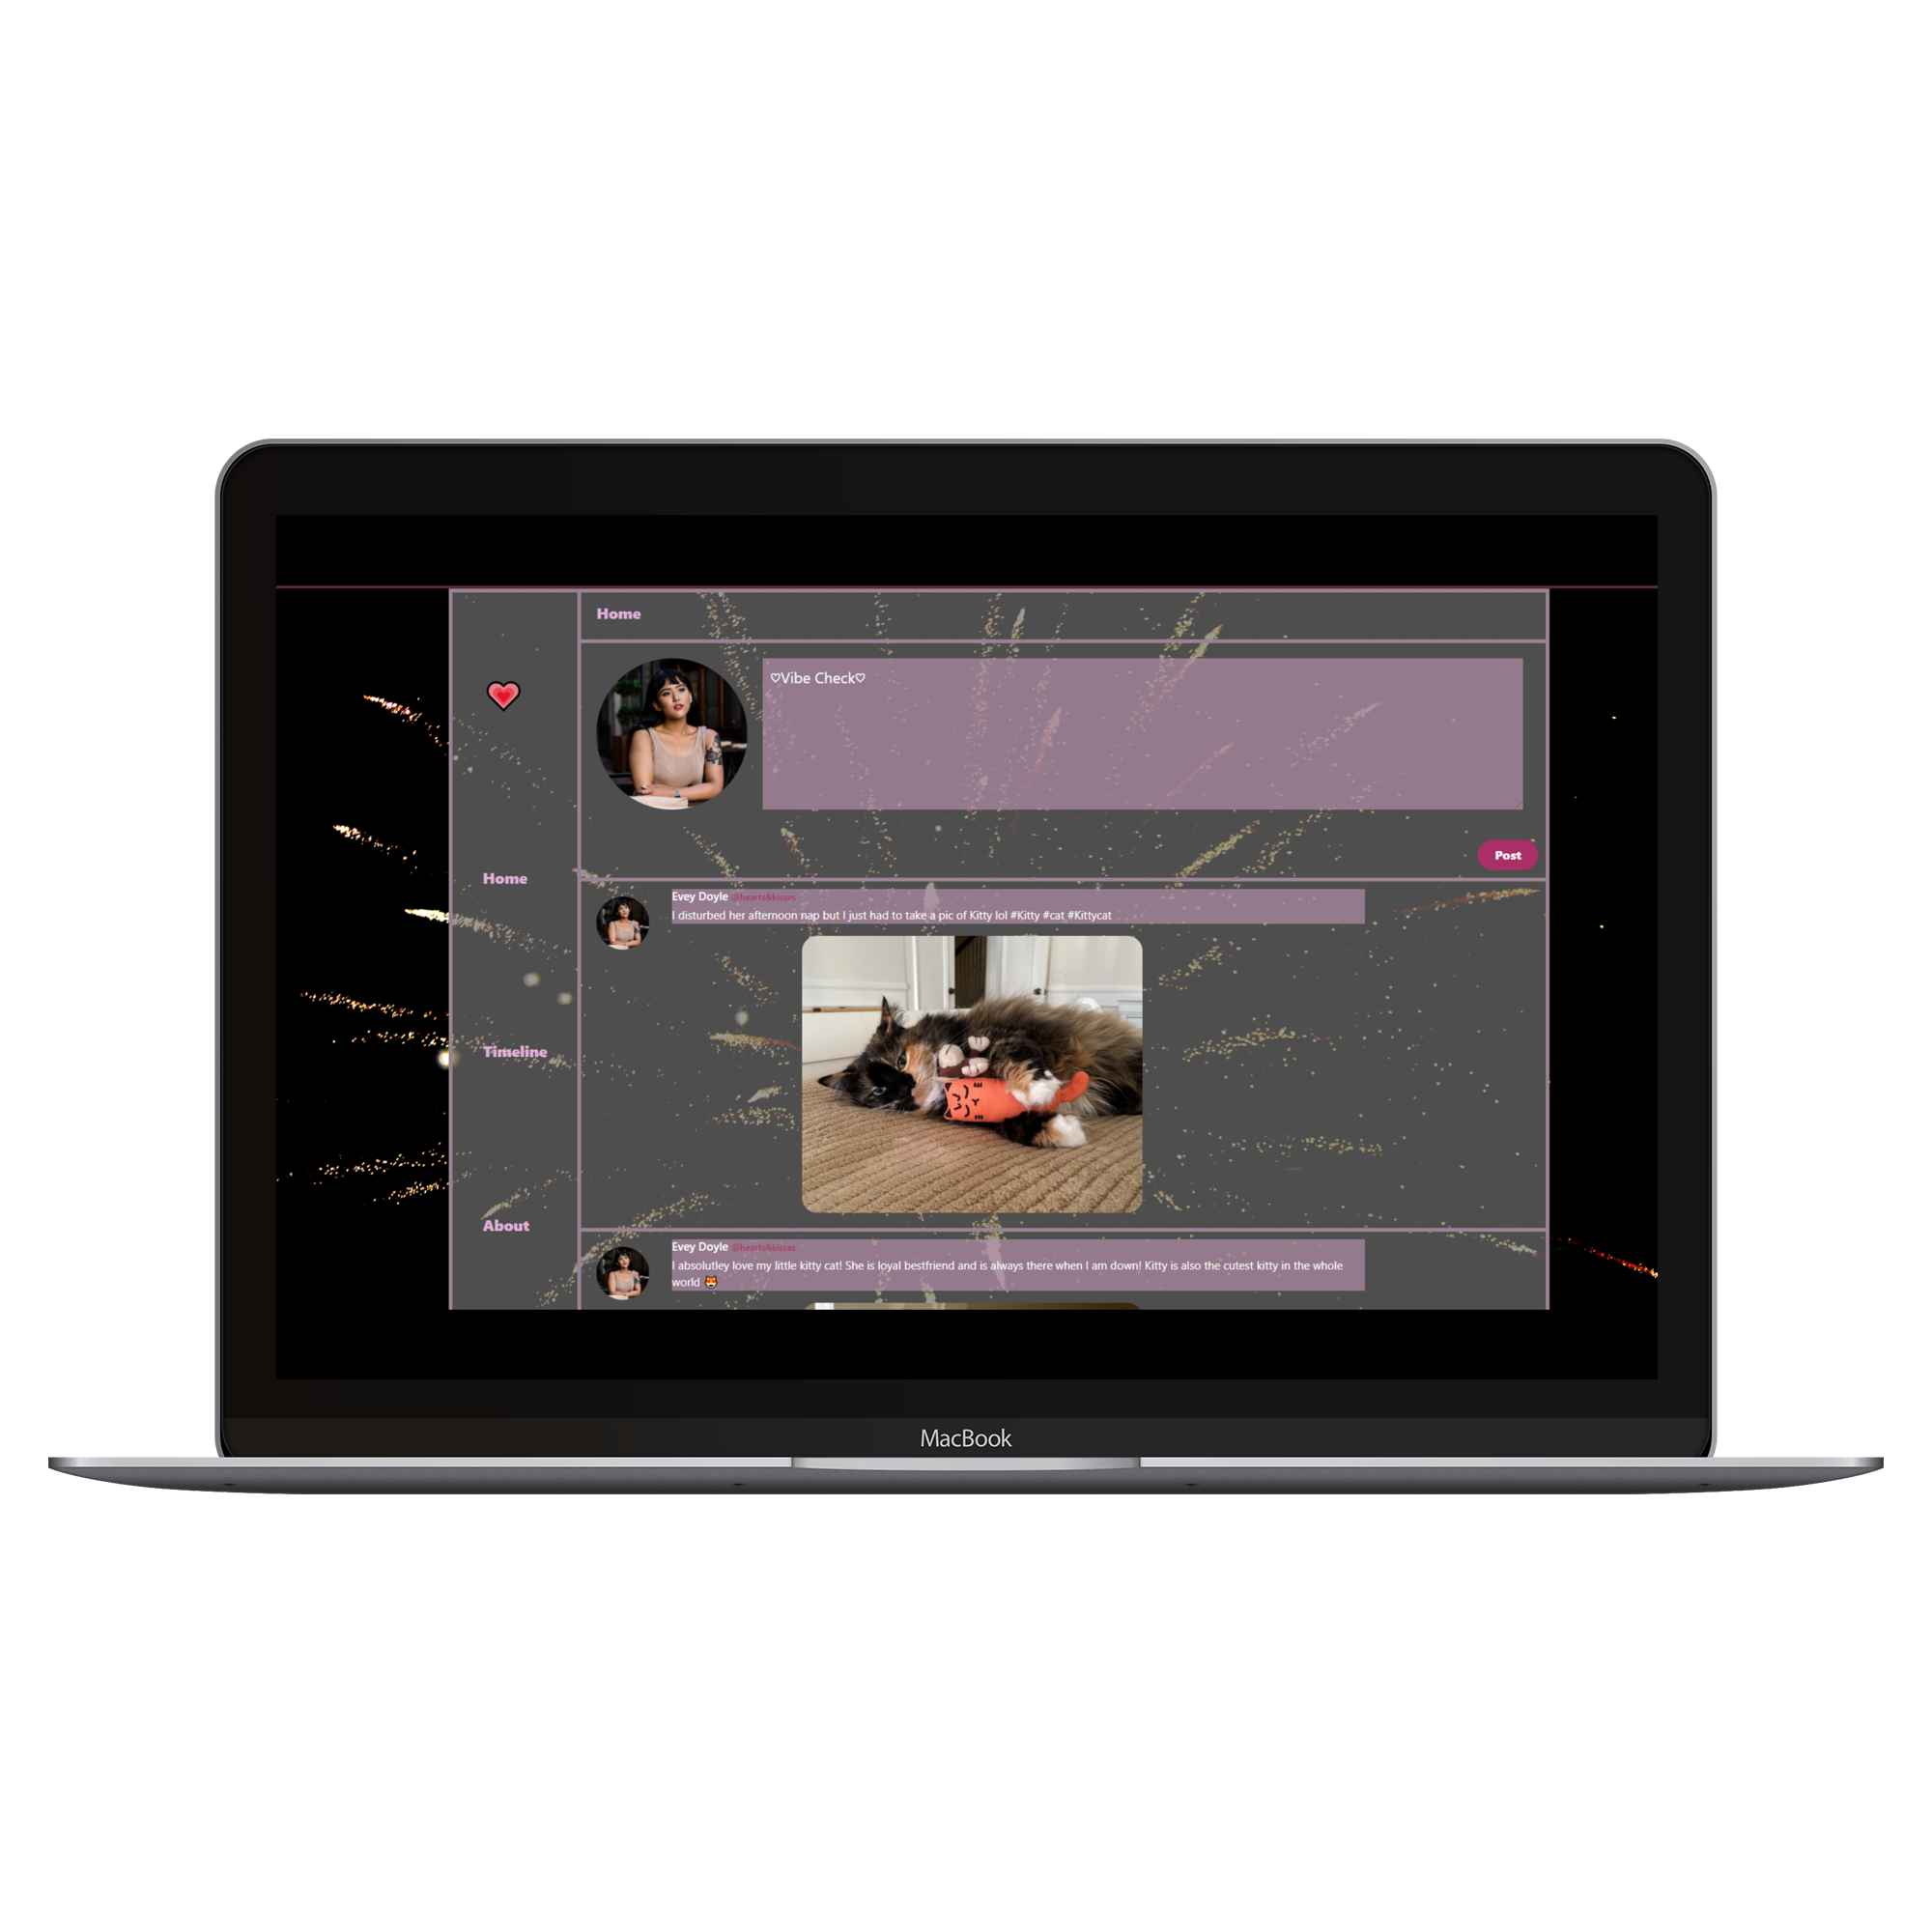 Home
♡Vibe Check♡
Post
Home
Timeline
About
Evey Doyle @hearts&kisses
I disturbed her afternoon nap but I just had to take a pic of Kitty lol #Kitty #cat #Kittycat
Evey Doyle @hearts&kisses
I absolutley love my little kitty cat! She is loyal bestfriend and is always there when I am down! Kitty is also the cutest kitty in the whole
world 😻
MacBook